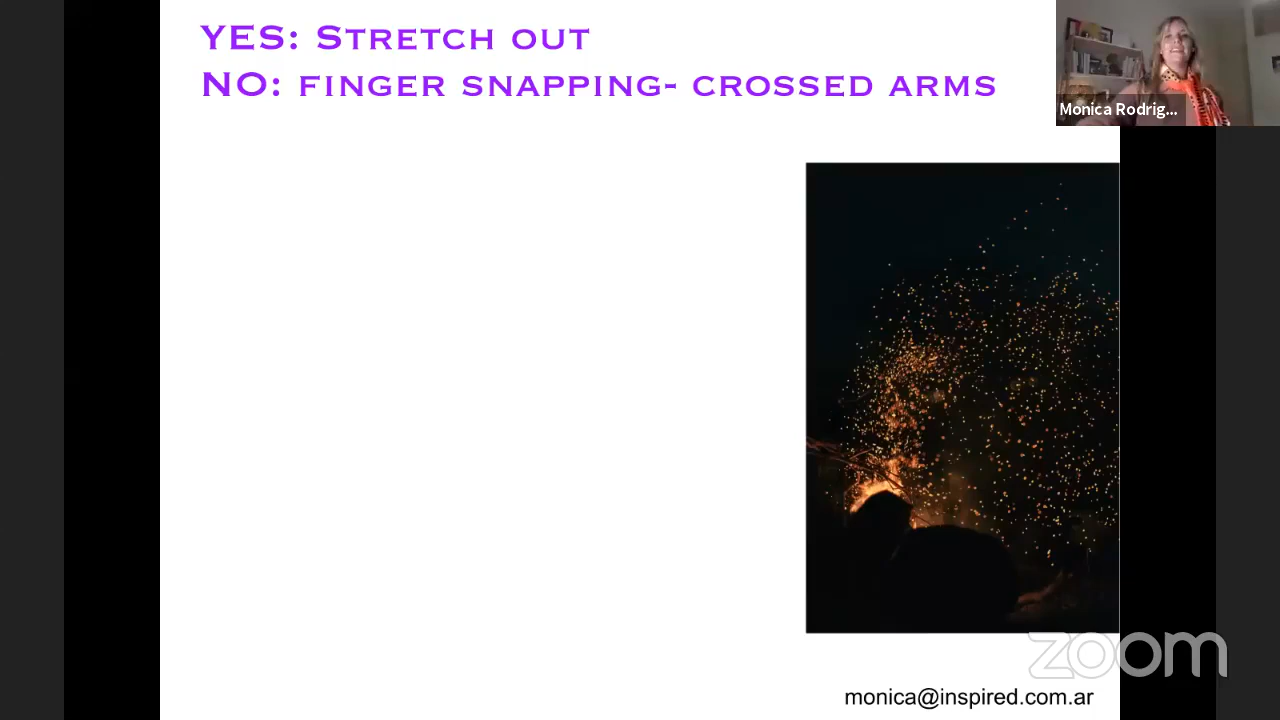 YES: STRETCH OUT
NO: FINGER SNAPPING- CROSSED ARMS
Monica Rodrig...
zoom
monica@inspired.com.ar